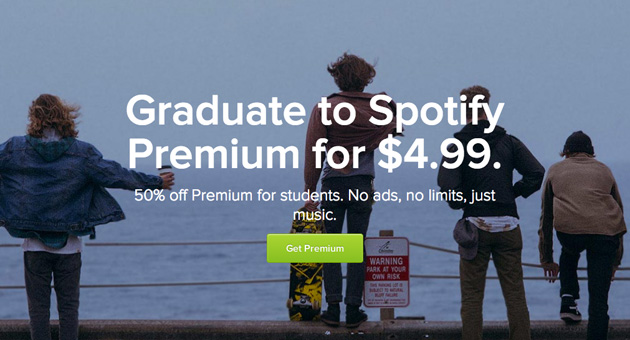 Graduate to Spotify
Premium for $4.99.
50% off Premium for students. No ads, no limits, just
music.
Get Premium
WARNING
PARK AT YOUR
OWN RISK